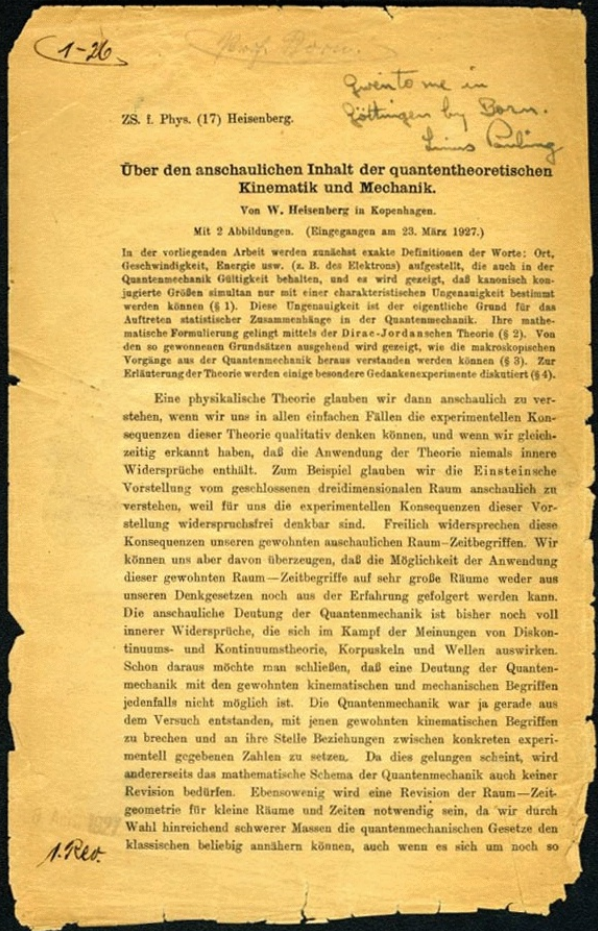 1-26
Prof. Born.
Given to me in
Göttingen by Born.
Linus Pauling
ZS. f. Phys. (17) Heisenberg.
Über den anschaulichen Inhalt der quantentheoretischen
Kinematik und Mechanik.
Von W. Heisenberg in Kopenhagen.
Mit 2 Abbildungen. (Eingegangen am 23. März 1927.)
In der vorliegenden Arbeit werden zunächst exakte Definitionen der Worte: Ort,
Geschwindigkeit, Energie usw. (z. B. des Elektrons) aufgestellt, die auch in der
Quantenmechanik Gültigkeit behalten, und es wird gezeigt, daß kanonisch kon-
jugierte Größen simultan nur mit einer charakteristischen Ungenauigkeit bestimmt
werden können (§ 1). Diese Ungenauigkeit ist der eigentliche Grund für das
Auftreten statistischer Zusammenhänge in der Quantenmechanik. Ihre mathe-
matische Formulierung gelingt mittels der Dirac-Jordanschen Theorie (§ 2). Von
den so gewonnenen Grundsätzen ausgehend wird gezeigt, wie die makroskopischen
Vorgänge aus der Quantenmechanik heraus verstanden werden können (§ 3). Zur
Erläuterung der Theorie werden einige besondere Gedankenexperimente diskutiert (§ 4).
Eine physikalische Theorie glauben wir dann anschaulich zu ver-
stehen, wenn wir uns in allen einfachen Fällen die experimentellen Kon-
sequenzen dieser Theorie qualitativ denken können, und wenn wir gleich-
zeitig erkannt haben, daß die Anwendung der Theorie niemals innere
Widersprüche enthält. Zum Beispiel glauben wir die Einsteinsche
Vorstellung vom geschlossenen dreidimensionalen Raum anschaulich zu
verstehen, weil für uns die experimentellen Konsequenzen dieser Vor-
stellung widerspruchsfrei denkbar sind. Freilich widersprechen diese
Konsequenzen unseren gewohnten anschaulichen Raum—Zeitbegriffen. Wir
können uns aber davon überzeugen, daß die Möglichkeit der Anwendung
dieser gewohnten Raum—Zeitbegriffe auf sehr große Räume weder aus
unseren Denkgesetzen noch aus der Erfahrung gefolgert werden kann.
Die anschauliche Deutung der Quantenmechanik ist bisher noch voll
innerer Widersprüche, die sich im Kampf der Meinungen von Diskon-
tinuums- und Kontinuumstheorie, Korpuskeln und Wellen auswirken.
Schon daraus möchte man schließen, daß eine Deutung der Quanten-
mechanik mit den gewohnten kinematischen und mechanischen Begriffen
jedenfalls nicht möglich ist. Die Quantenmechanik war ja gerade aus
dem Versuch entstanden, mit jenen gewohnten kinematischen Begriffen
zu brechen und an ihre Stelle Beziehungen zwischen konkreten experi-
mentell gegebenen Zahlen zu setzen. Da dies gelungen scheint, wird
andererseits das mathematische Schema der Quantenmechanik auch keiner
Revision bedürfen. Ebensowenig wird eine Revision der Raum—Zeit-
geometrie für kleine Räume und Zeiten notwendig sein, da wir durch
Wahl hinreichend schwerer Massen die quantenmechanischen Gesetze den
klassischen beliebig annähern können, auch wenn es sich um noch so
1. Rev.